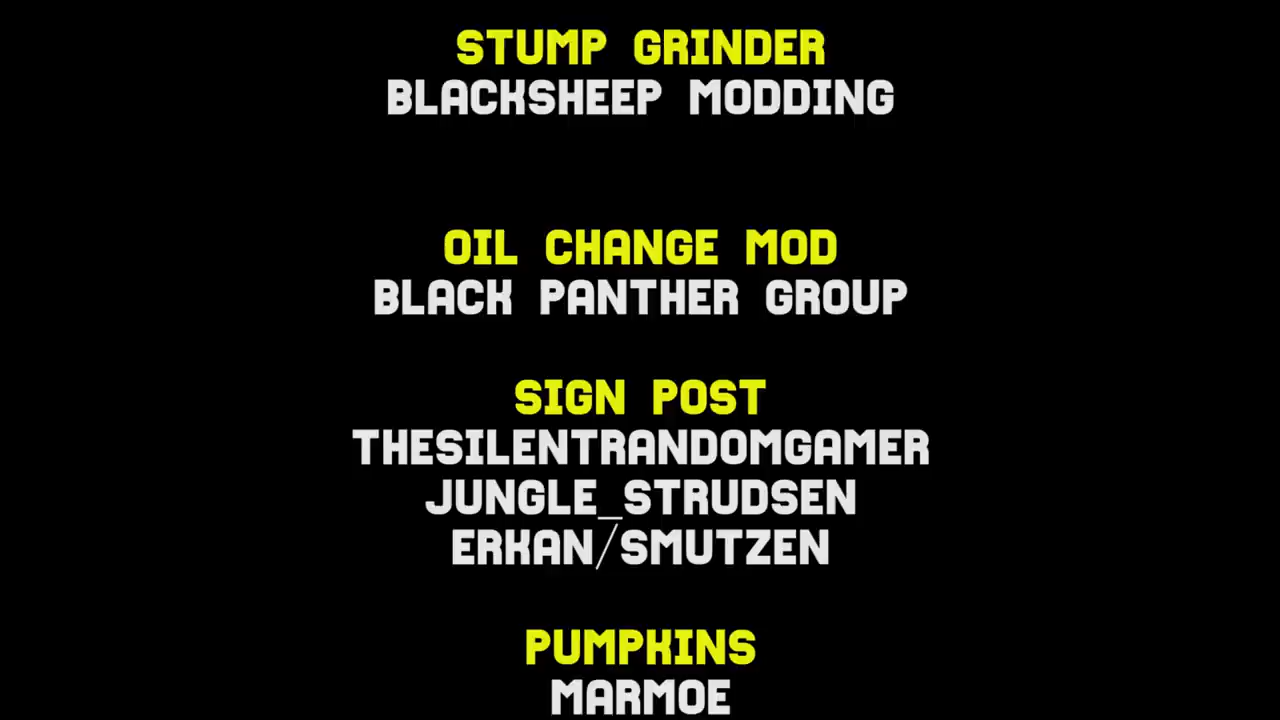 STUMP GRINDER
BLACKSHEEP MODDING
OIL CHANGE MOD
BLACK PANTHER GROUP
SIGN POST
THESILENTRANDOMGAMER
JUNGLE_STRUDSEN
ERKAN/SMUTZEN
PUMPKINS
MARMOE